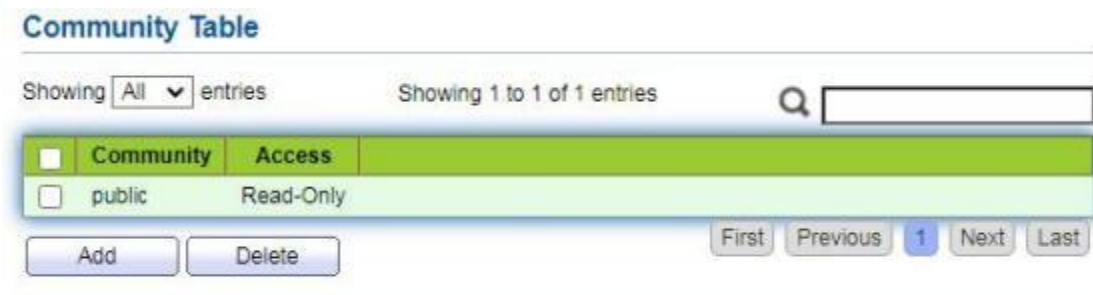 Community Table
Showing All entries Showing 1 to 1 of 1 entries
Community Access
public Read-Only
Add Delete First Previous 1 Next Last